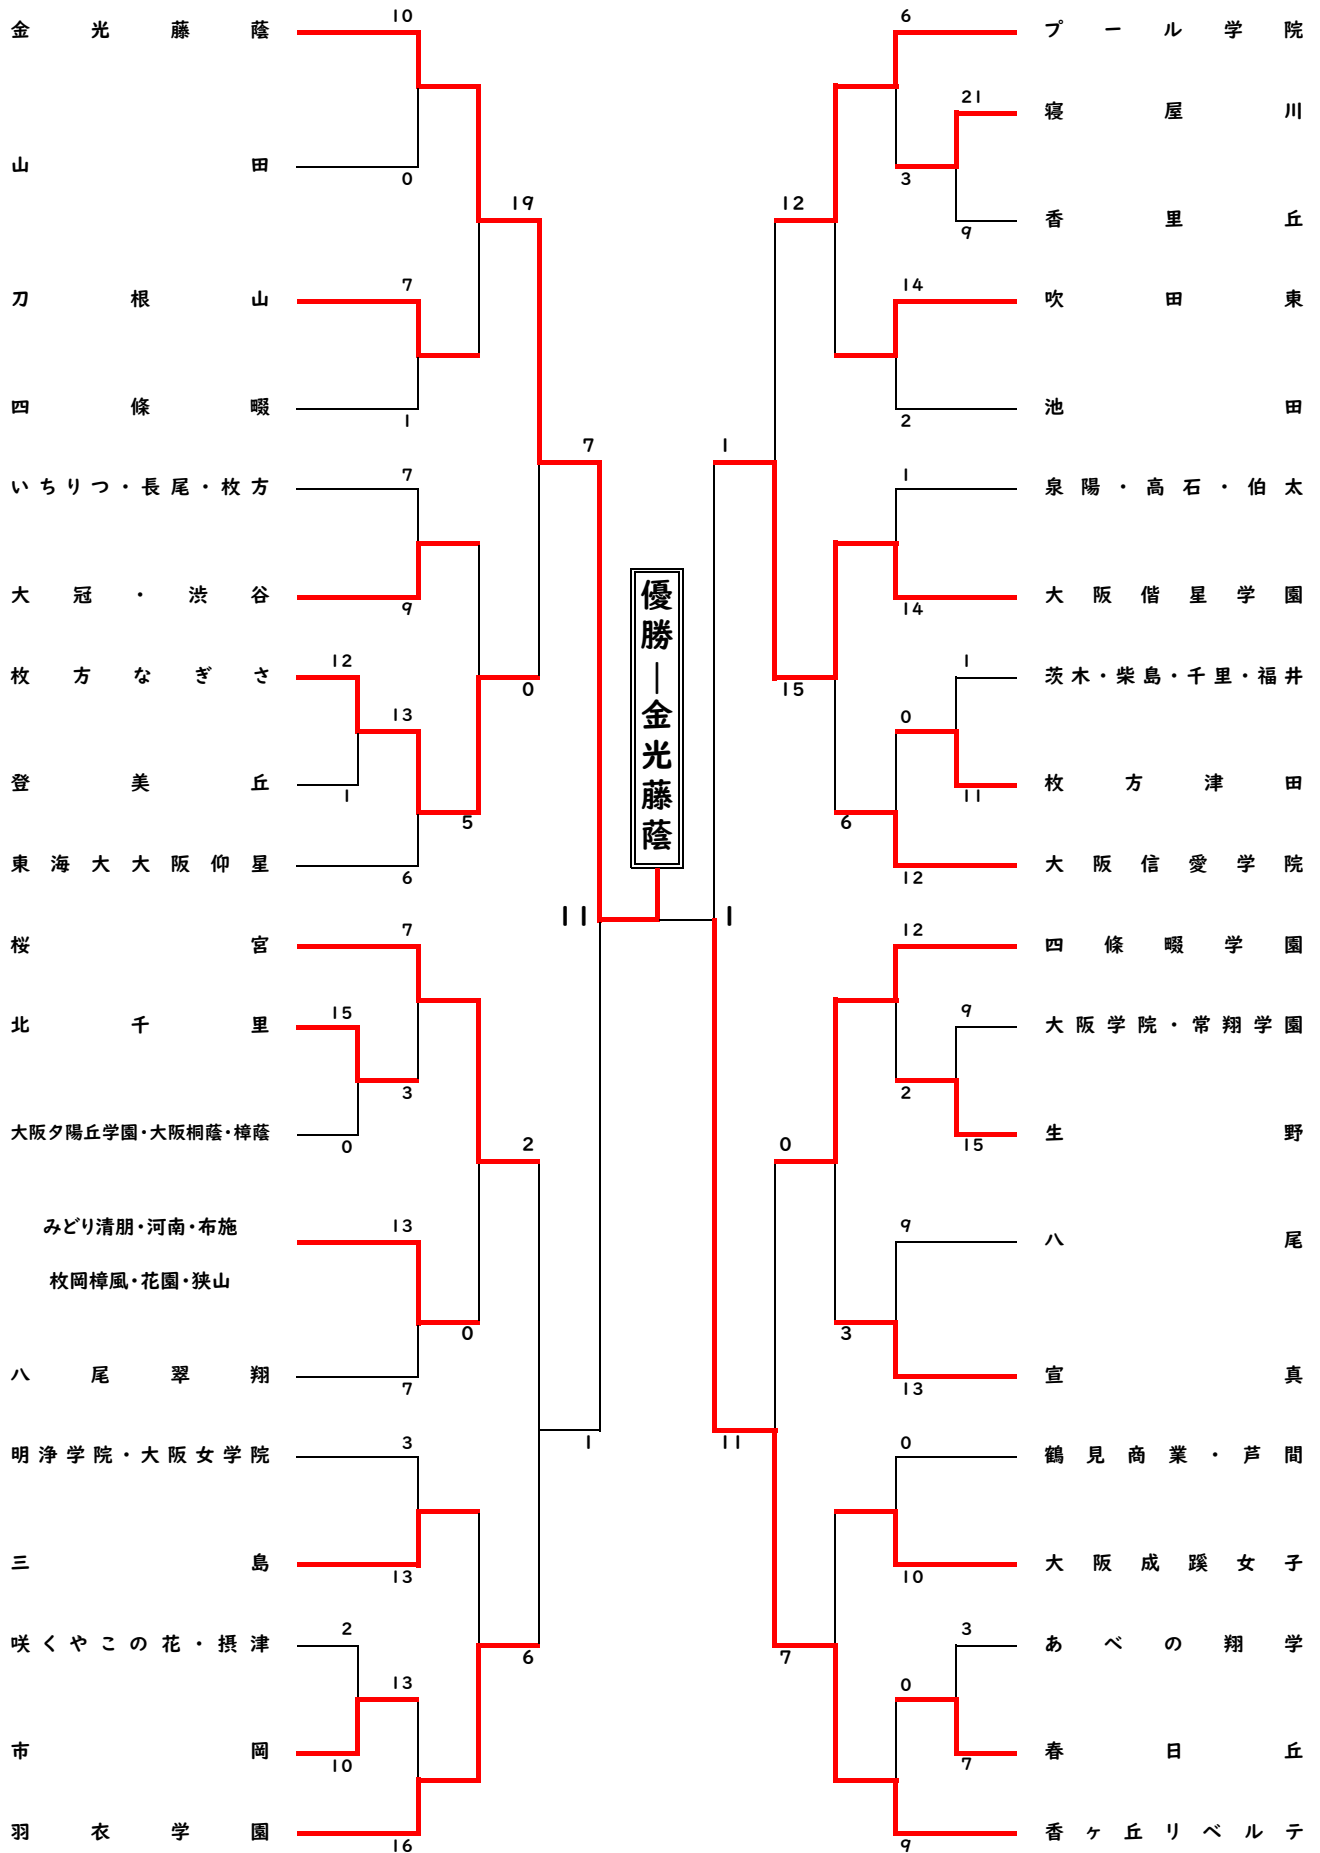 金光藤蔭
10
山田
0
刀根山
7
四條畷
1
19
いちりつ・長尾・枚方
7
大冠・渋谷
9
枚方なぎさ
12
13
登美丘
1
東海大大阪仰星
6
5
0
7
桜宮
7
北千里
15
3
大阪夕陽丘学園・大阪桐蔭・樟蔭
0
みどり清朋・河南・布施
枚岡樟風・花園・狭山
13
八尾翠翔
7
0
2
明浄学院・大阪女学院
3
三島
13
咲くやこの花・摂津
2
13
市岡
10
羽衣学園
16
6
1
11
優勝―金光藤蔭
1
6
プール学院
21
寝屋川
3
9
香里丘
12
14
吹田東
2
池田
1
1
泉陽・高石・伯太
14
大阪偕星学園
15
1
茨木・柴島・千里・福井
0
11
枚方津田
6
12
大阪信愛学院
12
四條畷学園
9
大阪学院・常翔学園
2
15
生野
0
9
八尾
3
13
宣真
11
0
鶴見商業・芦間
10
大阪成蹊女子
7
3
あべの翔学
0
7
春日丘
9
香ヶ丘リベルテ